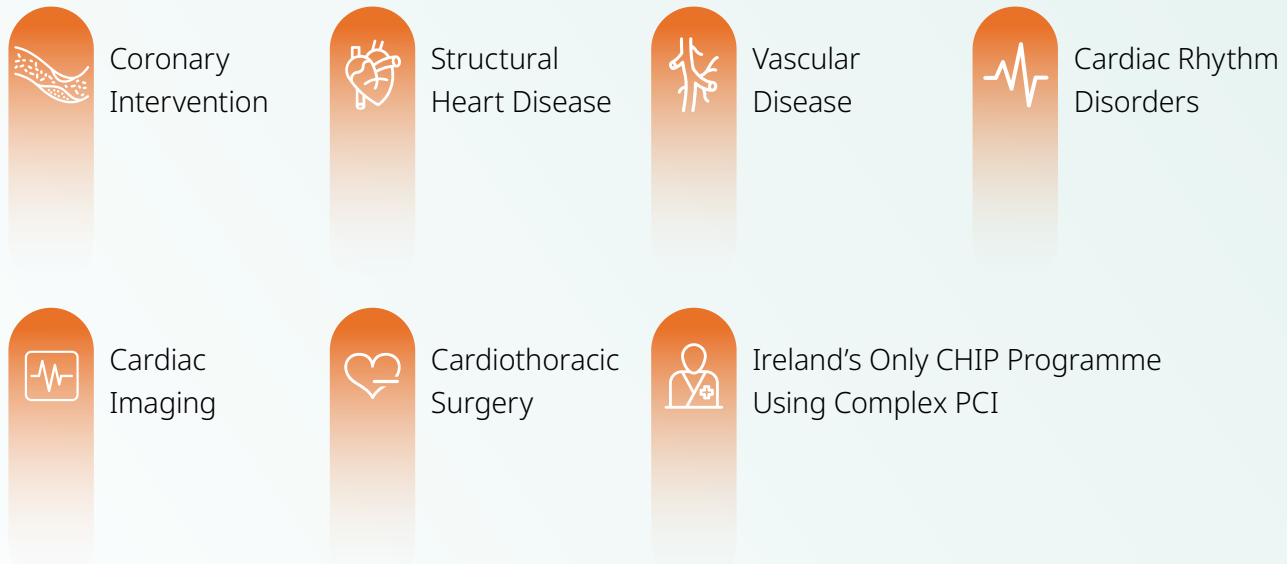 Coronary
Intervention
Structural
Heart Disease
Vascular
Disease
Cardiac Rhythm
Disorders
Cardiac
Imaging
Cardiothoracic
Surgery
Ireland’s Only CHIP Programme
Using Complex PCI